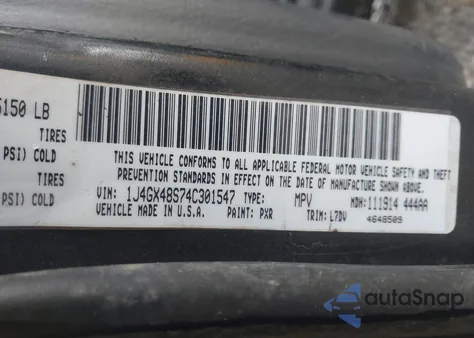 5150 LB
TIRES
PSI) COLD
TIRES
PSI) COLD
THIS VEHICLE CONFORMS TO ALL APPLICABLE FEDERAL MOTOR VEHICLE SAFETY AND THEFT
PREVENTION STANDARDS IN EFFECT ON THE DATE OF MANUFACTURE SHOWN ABOVE.
VIN: 1J4GX48S74C301547 TYPE: MPV MDH:111914 444AA
VEHICLE MADE IN U.S.A. PAINT: PXR TRIM: L7DV 4648509
autoSnap